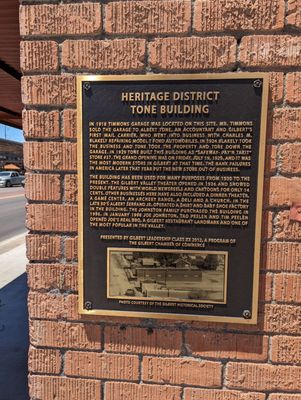 HERITAGE DISTRICT
TONE BUILDING
IN 1918 TIMMONS GARAGE WAS LOCATED ON THIS SITE. MR. TIMMONS
SOLD THE GARAGE TO ALBERT TONE, AN ACCOUNTANT AND GILBERT'S
FIRST MAIL CARRIER, WHO WENT INTO BUSINESS WITH CHARLES M.
BLAKELY REPAIRING MODEL T FORD AUTOMOBILES. IN 1924 BLAKELY TOOK
THE BUSINESS AND TONE TOOK THE PROPERTY AND TORE DOWN THE
GARAGE. IN 1929 TONE BUILT THIS BUILDING AS "SAFEWAY- PAY'N TAKIT"
STORE #37. THE GRAND OPENING WAS ON FRIDAY, JULY 19, 1929, AND IT WAS
THE MOST MODERN STORE IN GILBERT AT THAT TIME. THE BANK FAILURES
IN AMERICA LATER THAT YEAR PUT THE NEW STORE OUT OF BUSINESS.
THE BUILDING HAS BEEN USED FOR MANY PURPOSES FROM 1930 TO THE
PRESENT. THE GILBERT VALLEY THEATER OPENED IN 1936 AND SHOWED
DOUBLE FEATURES WITH WORLD NEWSREELS AND CARTOONS FOR ONLY 14
CENTS. OTHER BUSINESSES HERE HAVE ALSO INCLUDED A CHURCH THEATER,
A GAME CENTER, AN ARCHERY RANGE, A DELI AND A CHURCH. IN THE
LATE 80'S ALBERT SERRANO JR. OPERATED A SHIRT AND BABY SHOE FACTORY
IN THE BUILDING. THE JOHNSTON FAMILY PURCHASED THE BUILDING IN
1996. IN JANUARY 1998 JOE JOHNSTON, TAD PEELEN AND TIM PEELEN
OPENED JOE'S REAL BBQ, A GILBERT RESTAURANT LANDMARK AND ONE OF
THE MOST POPULAR IN THE VALLEY.
PRESENTED BY GILBERT LEADERSHIP CLASS XX 2012, A PROGRAM OF
THE GILBERT CHAMBER OF COMMERCE
PHOTO COURTESY OF THE GILBERT HISTORICAL SOCIETY